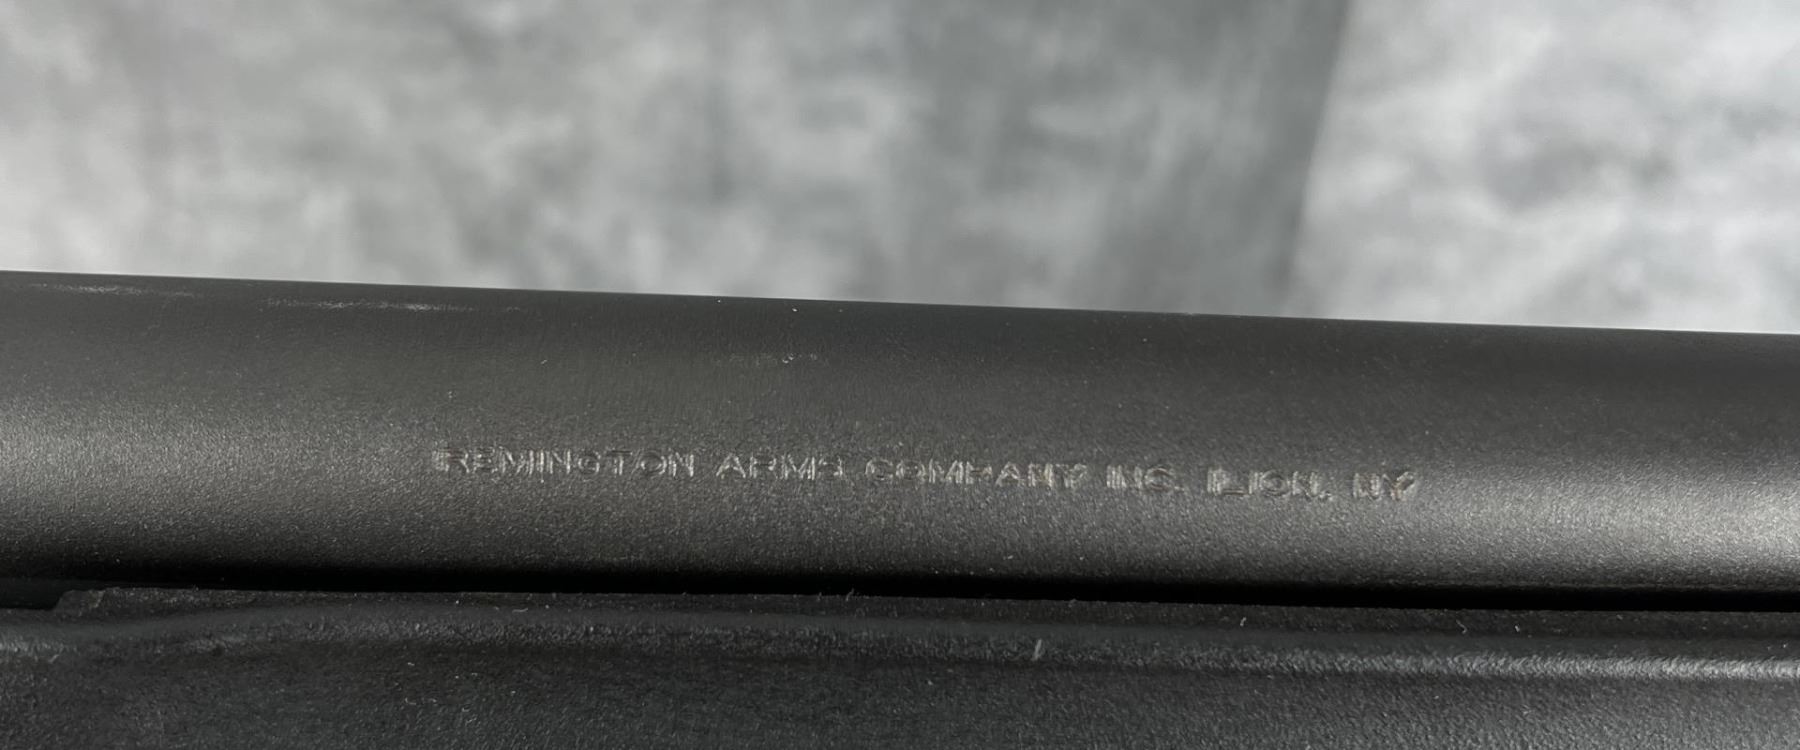 REMINGTON ARMS COMPANY INC. ILION, NY